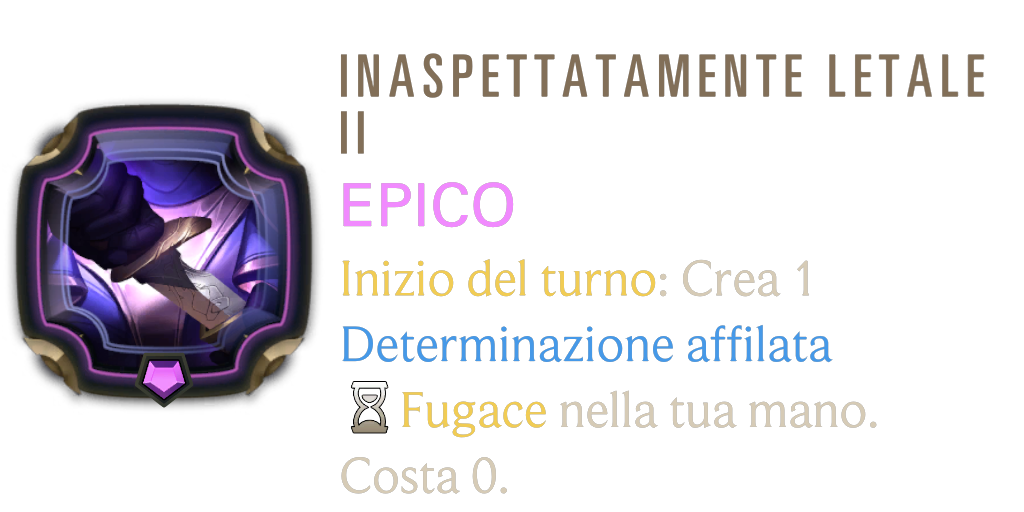 INASPETTATAMENTE LETALE
II
EPICO
Inizio del turno: Crea 1
Determinazione affilata
Fugace nella tua mano.
Costa 0.